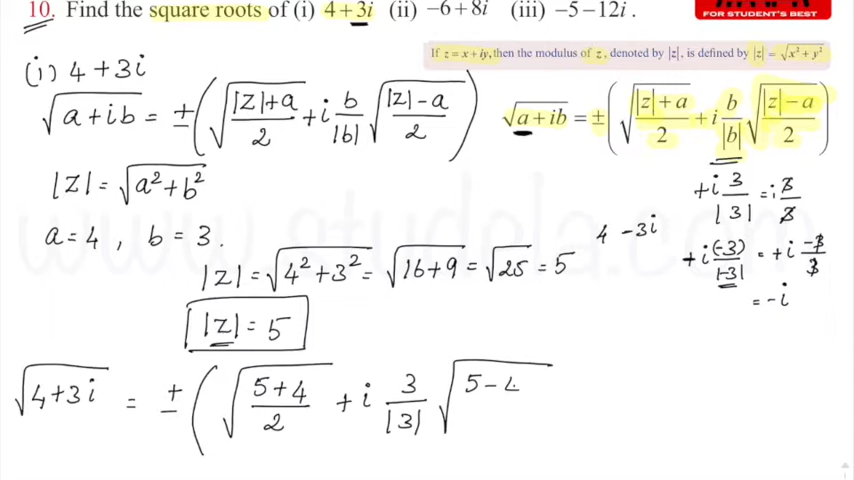 10. Find the square roots of (i) 4 + 3i (ii) −6 + 8i (iii) −5 − 12i .
FOR STUDENT'S BEST
If z = x + iy, then the modulus of z, denoted by |z|, is defined by |z| = √(x² + y²)
(i) 4 + 3i
√(a + ib) = ± ( √((|z| + a)/2) + i b/|b| √((|z| − a)/2) )
√(a + ib) = ± ( √((|z| + a)/2) + i b/|b| √((|z| − a)/2) )
|z| = √(a² + b²)
+i 3/|3| = i 3/3
a = 4 , b = 3.
4 − 3i
+i (−3)/|−3| = +i −3/3
= −i
|z| = √(4² + 3²) = √(16 + 9) = √25 = 5
|z| = 5
√(4 + 3i) = ± ( √((5 + 4)/2) + i 3/|3| √(5 − 4
www.studela.com